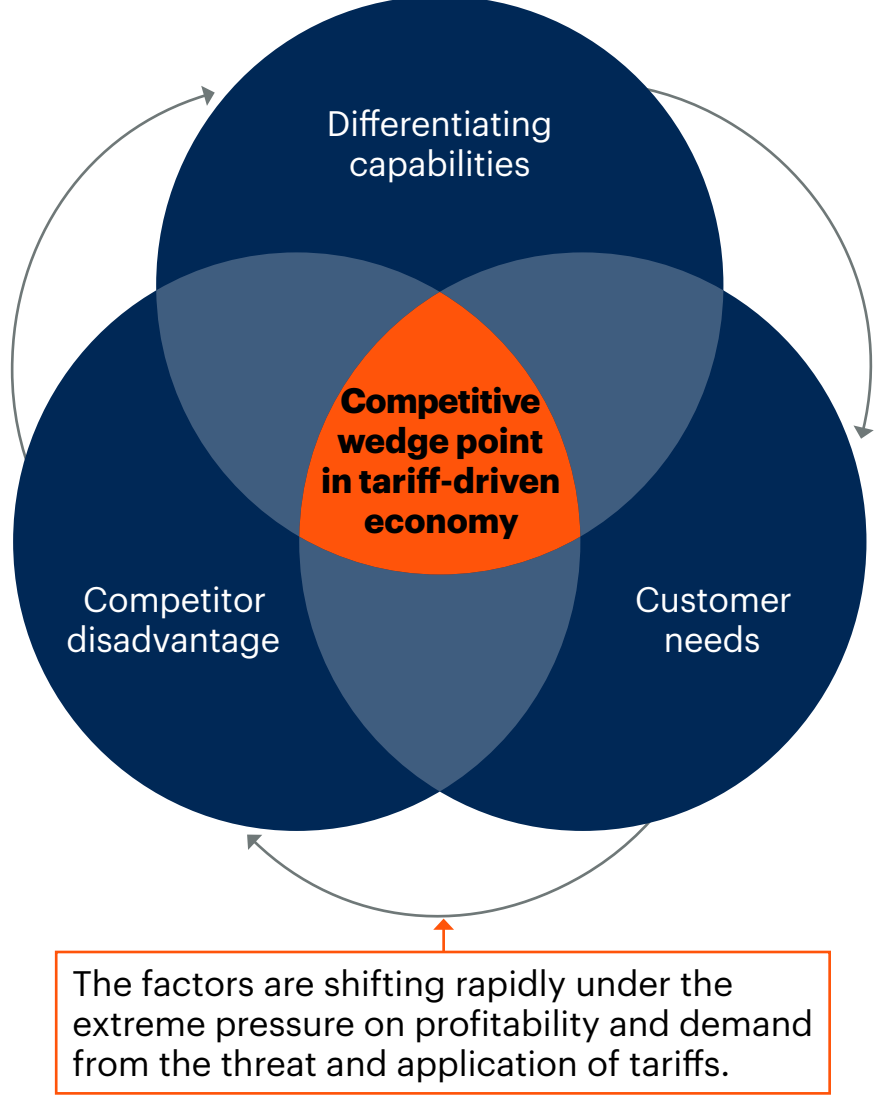 Differentiating
capabilities
Competitive
wedge point
in tariff-driven
economy
Competitor
disadvantage
Customer
needs
The factors are shifting rapidly under the
extreme pressure on profitability and demand
from the threat and application of tariffs.